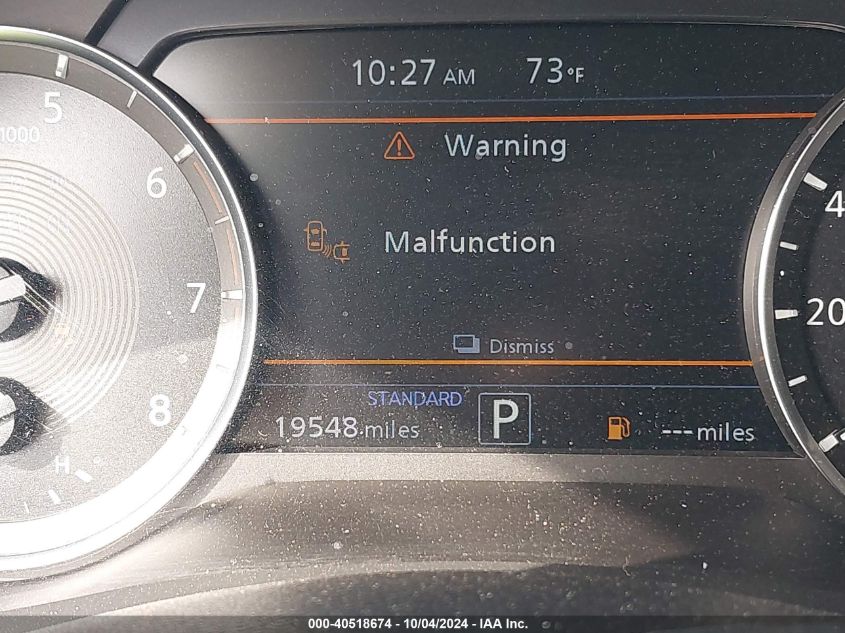 10:27 AM 73°F
Warning
Malfunction
Dismiss
STANDARD
19548 miles P --- miles
5
1000
6
7
8
H
4
20
000-40518674 - 10/04/2024 - IAA Inc.